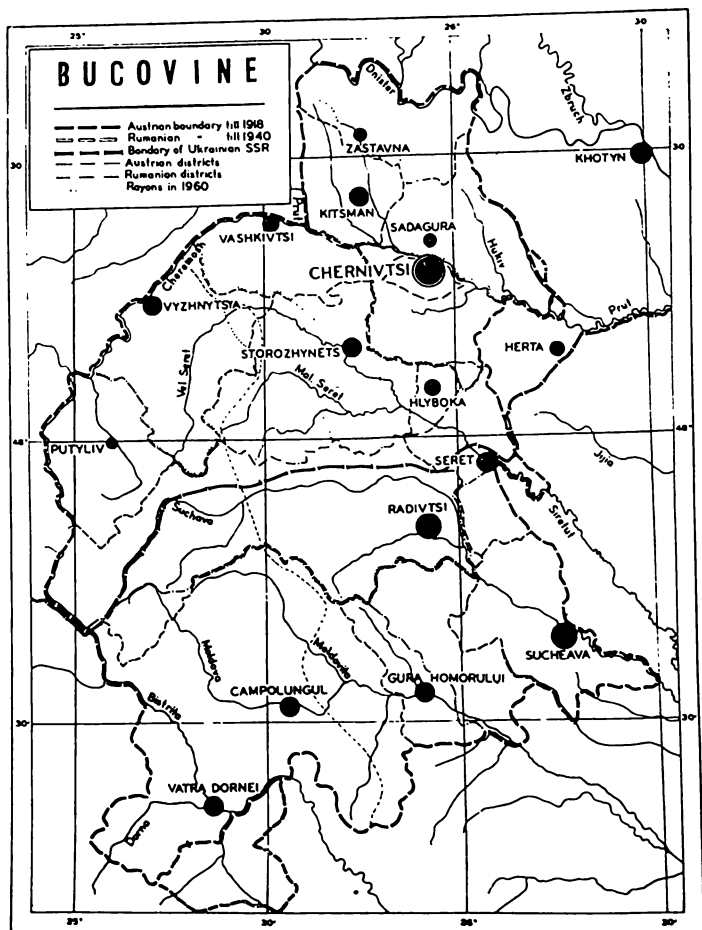 25°
26°
30
BUCOVINE
Austrian boundary till 1918
Rumanian " till 1940
Bondary of Ukrainian SSR
Austrian districts
Rumanian districts
Rayons in 1960
Dnister
Zbruch
ZASTAVNA
30
30
KHOTYN
Prut
KITSMAN
SADAGURA
VASHKIVTSI
Hukiv
Cheremosh
CHERNIVTSI
VYZHNYTSIA
Prut
STOROZHYNETS
HERTA
Vel Seret
Mal. Seret
HLYBOKA
48°
PUTYLIV
SERET
Jijia
Suchava
RADIVTSI
Siretul
SUCHEAVA
Moldova
Moldovita
GURA HOMORULUI
CAMPOLUNGUL
Bistrita
30'
30'
VATRA DORNEI
Dorna
25°
30'
26°
30